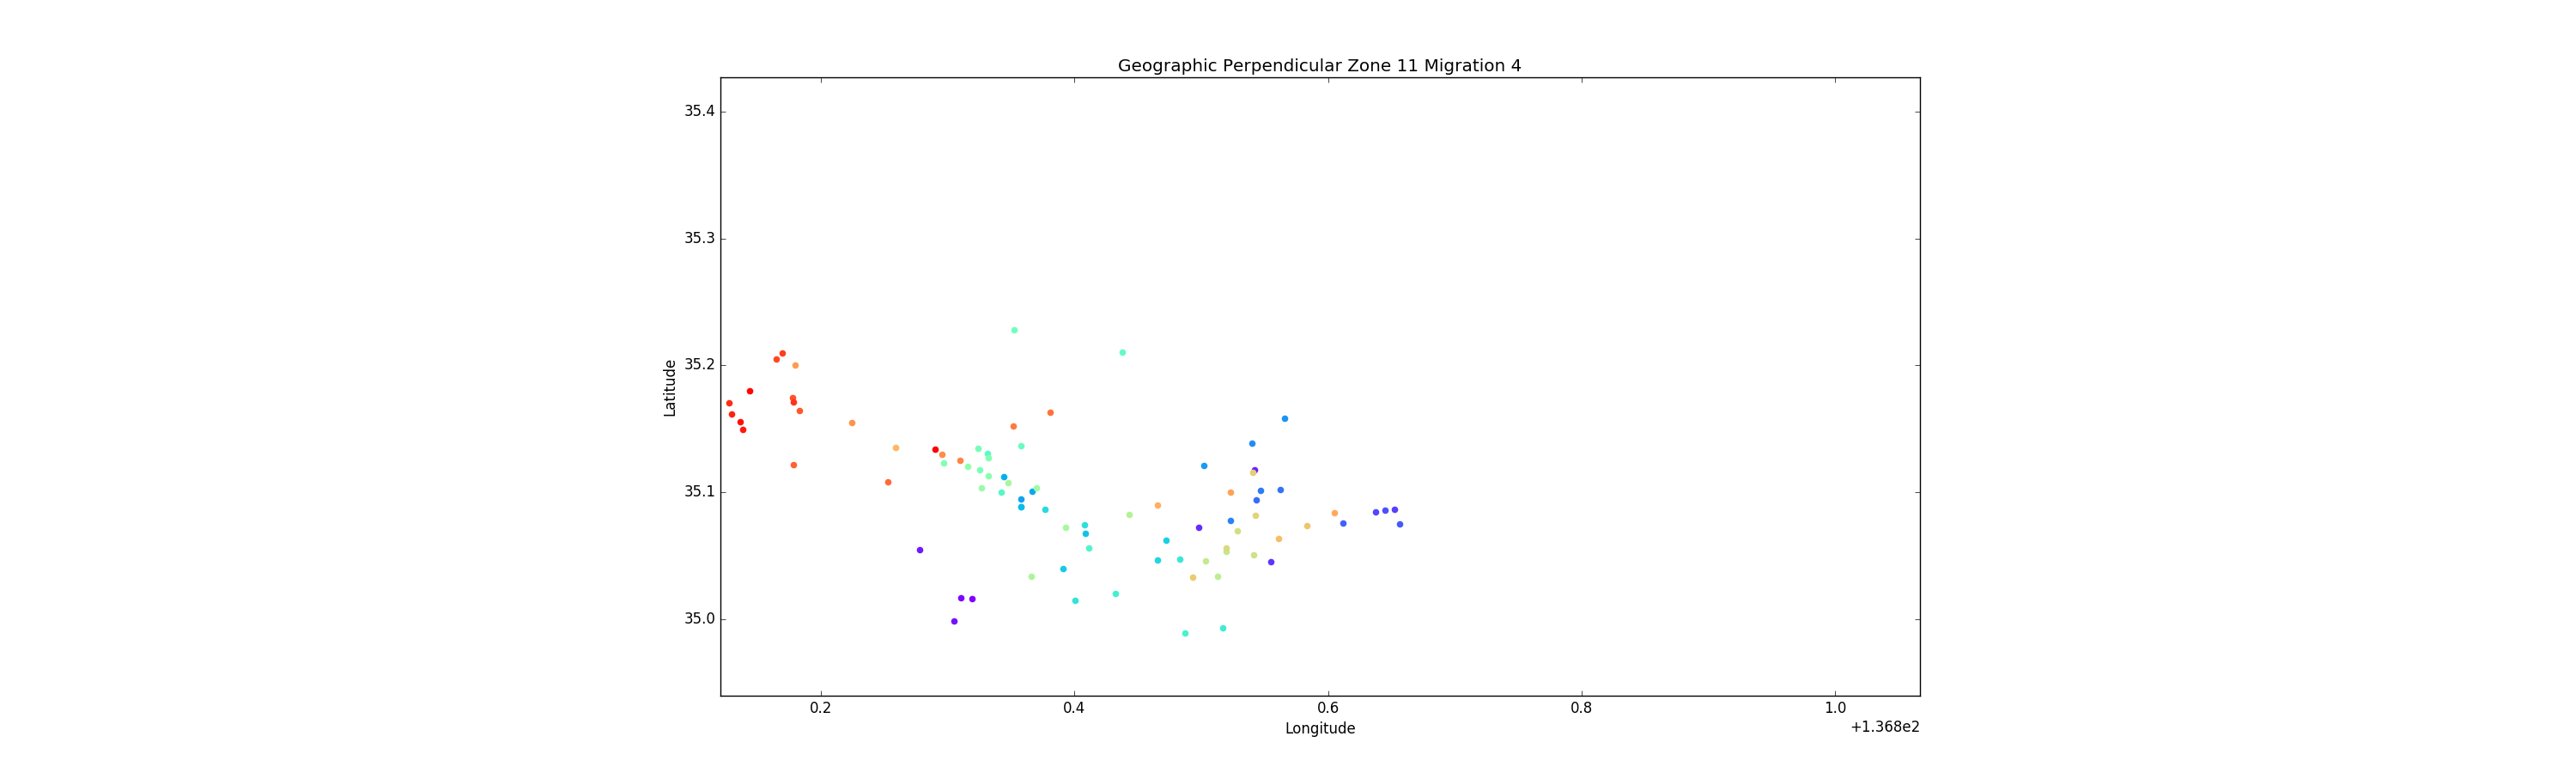 Geographic Perpendicular Zone 11 Migration 4
35.4
35.3
35.2
35.1
35.0
Latitude
0.2 0.4 0.6 0.8 1.0
Longitude
+1.368e2